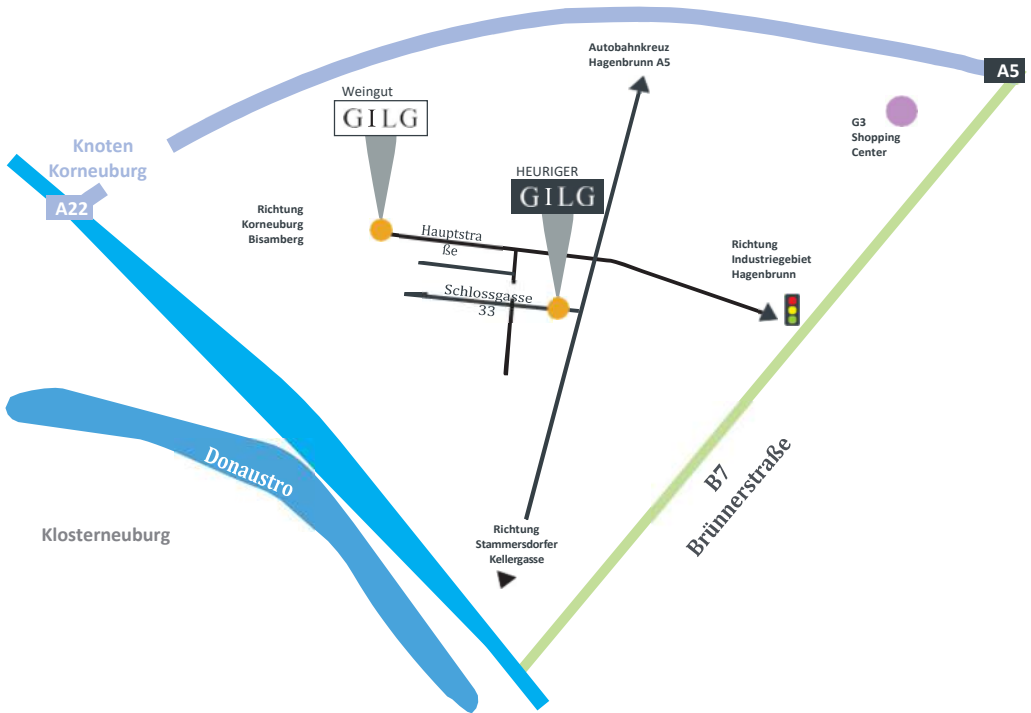 Autobahnkreuz
Hagenbrunn A5
A5
Weingut
GILG
G3
Shopping
Center
Knoten
Korneuburg
A22
HEURIGER
GILG
Richtung
Korneuburg
Bisamberg
Hauptstra
ße
Richtung
Industriegebiet
Hagenbrunn
Schlossgasse
33
Donaustro
B7
Brünnerstraße
Klosterneuburg
Richtung
Stammersdorfer
Kellergasse